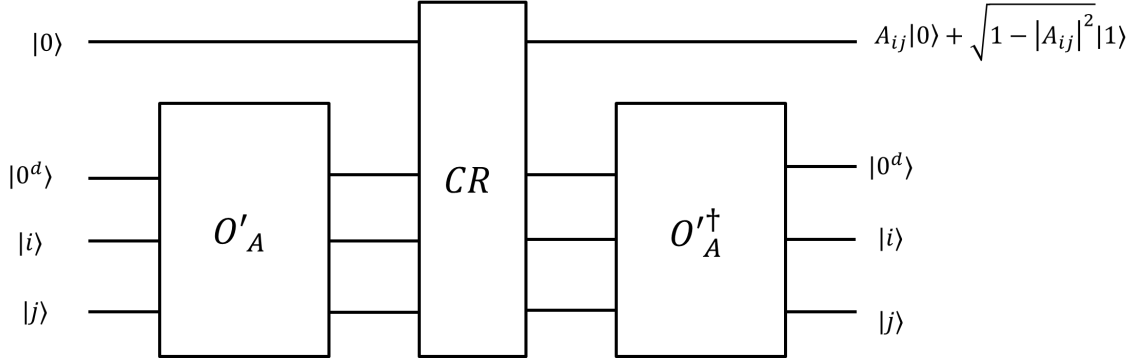 |0⟩ A_{ij}|0⟩ + √(1 − |A_{ij}|²)|1⟩
|0^d⟩ CR |0^d⟩
|i⟩ O'_A O'^†_A |i⟩
|j⟩ |j⟩